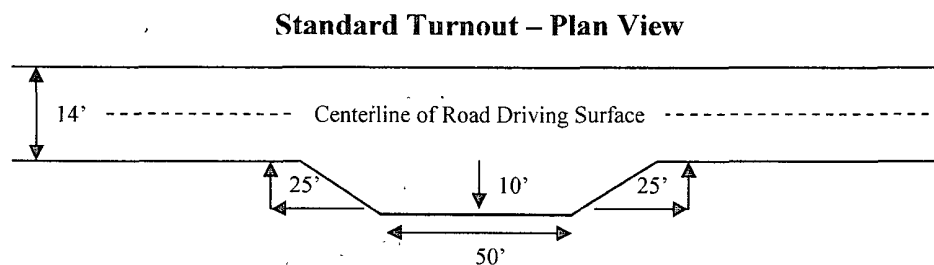 Standard Turnout – Plan View
14’
Centerline of Road Driving Surface
25’
10’
25’
50’